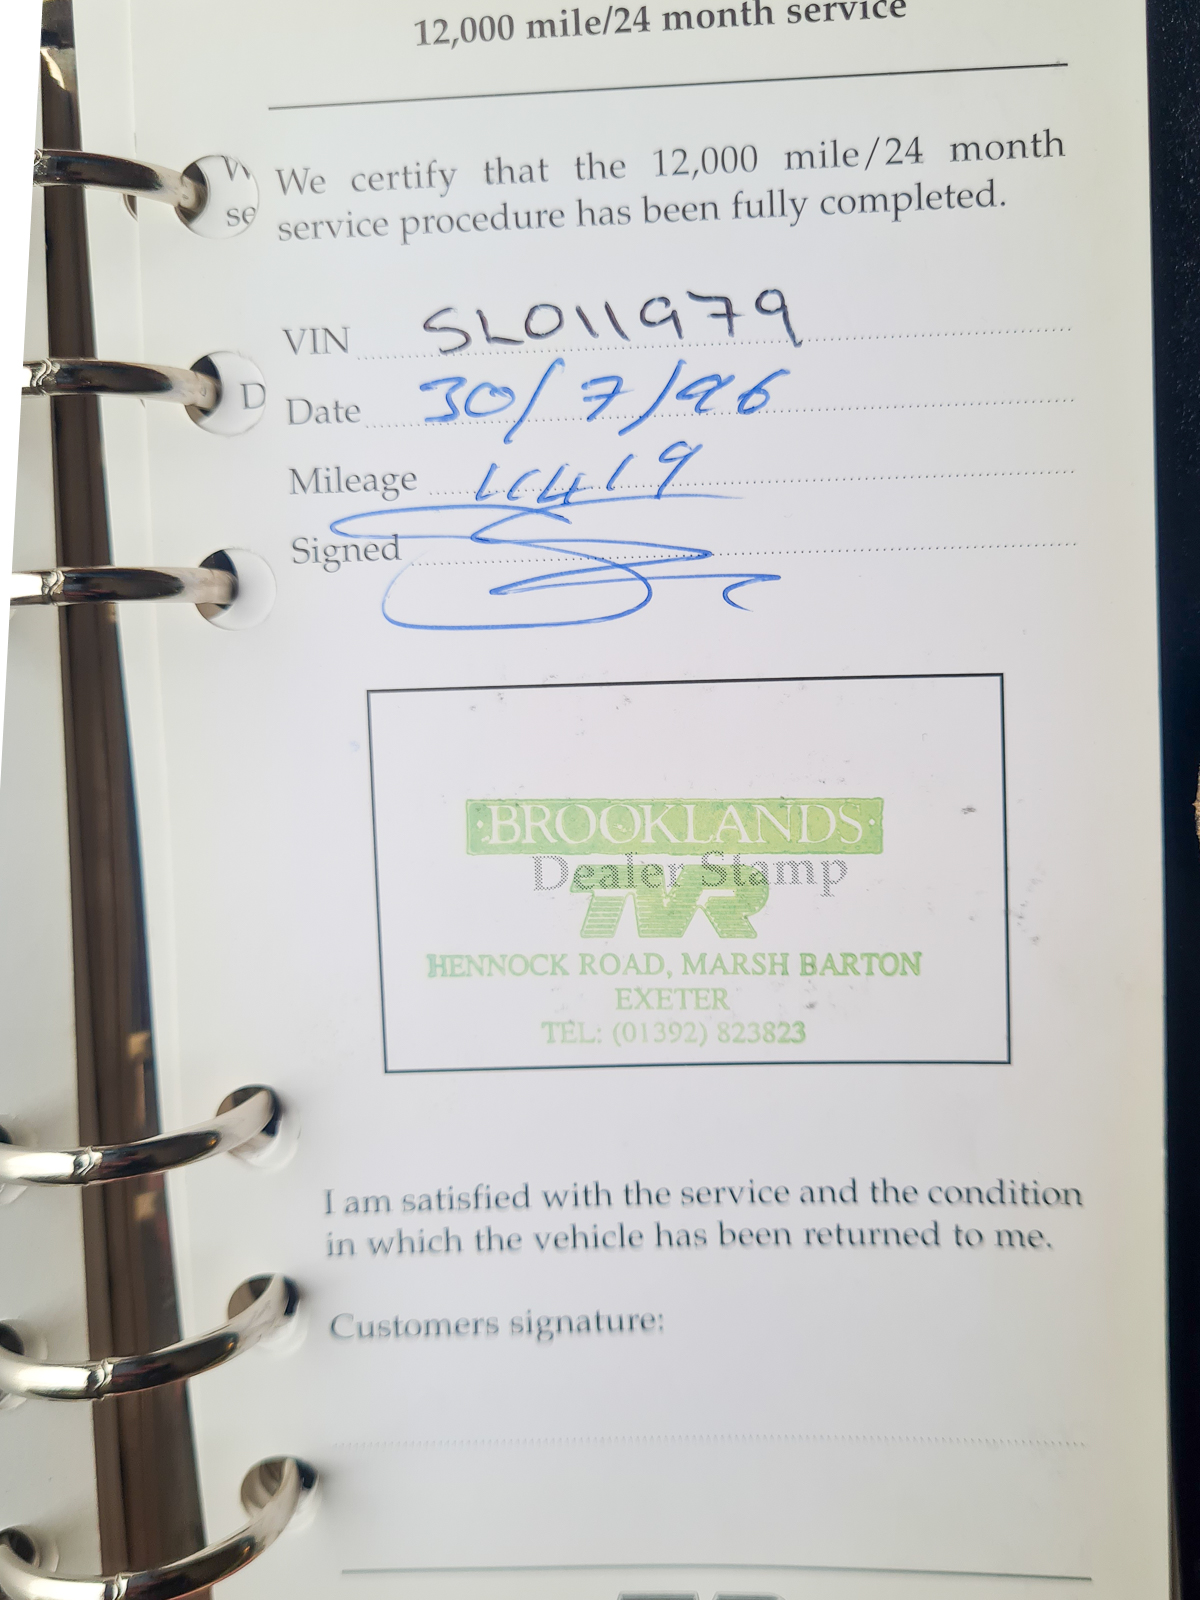 12,000 mile/24 month service
We certify that the 12,000 mile/24 month
service procedure has been fully completed.
VIN SL011979
Date 30/7/96
Mileage
Signed
·BROOKLANDS·
Dealer Stamp
TVR
HENNOCK ROAD, MARSH BARTON
EXETER
TEL: (01392) 823823
I am satisfied with the service and the condition
in which the vehicle has been returned to me.
Customers signature: